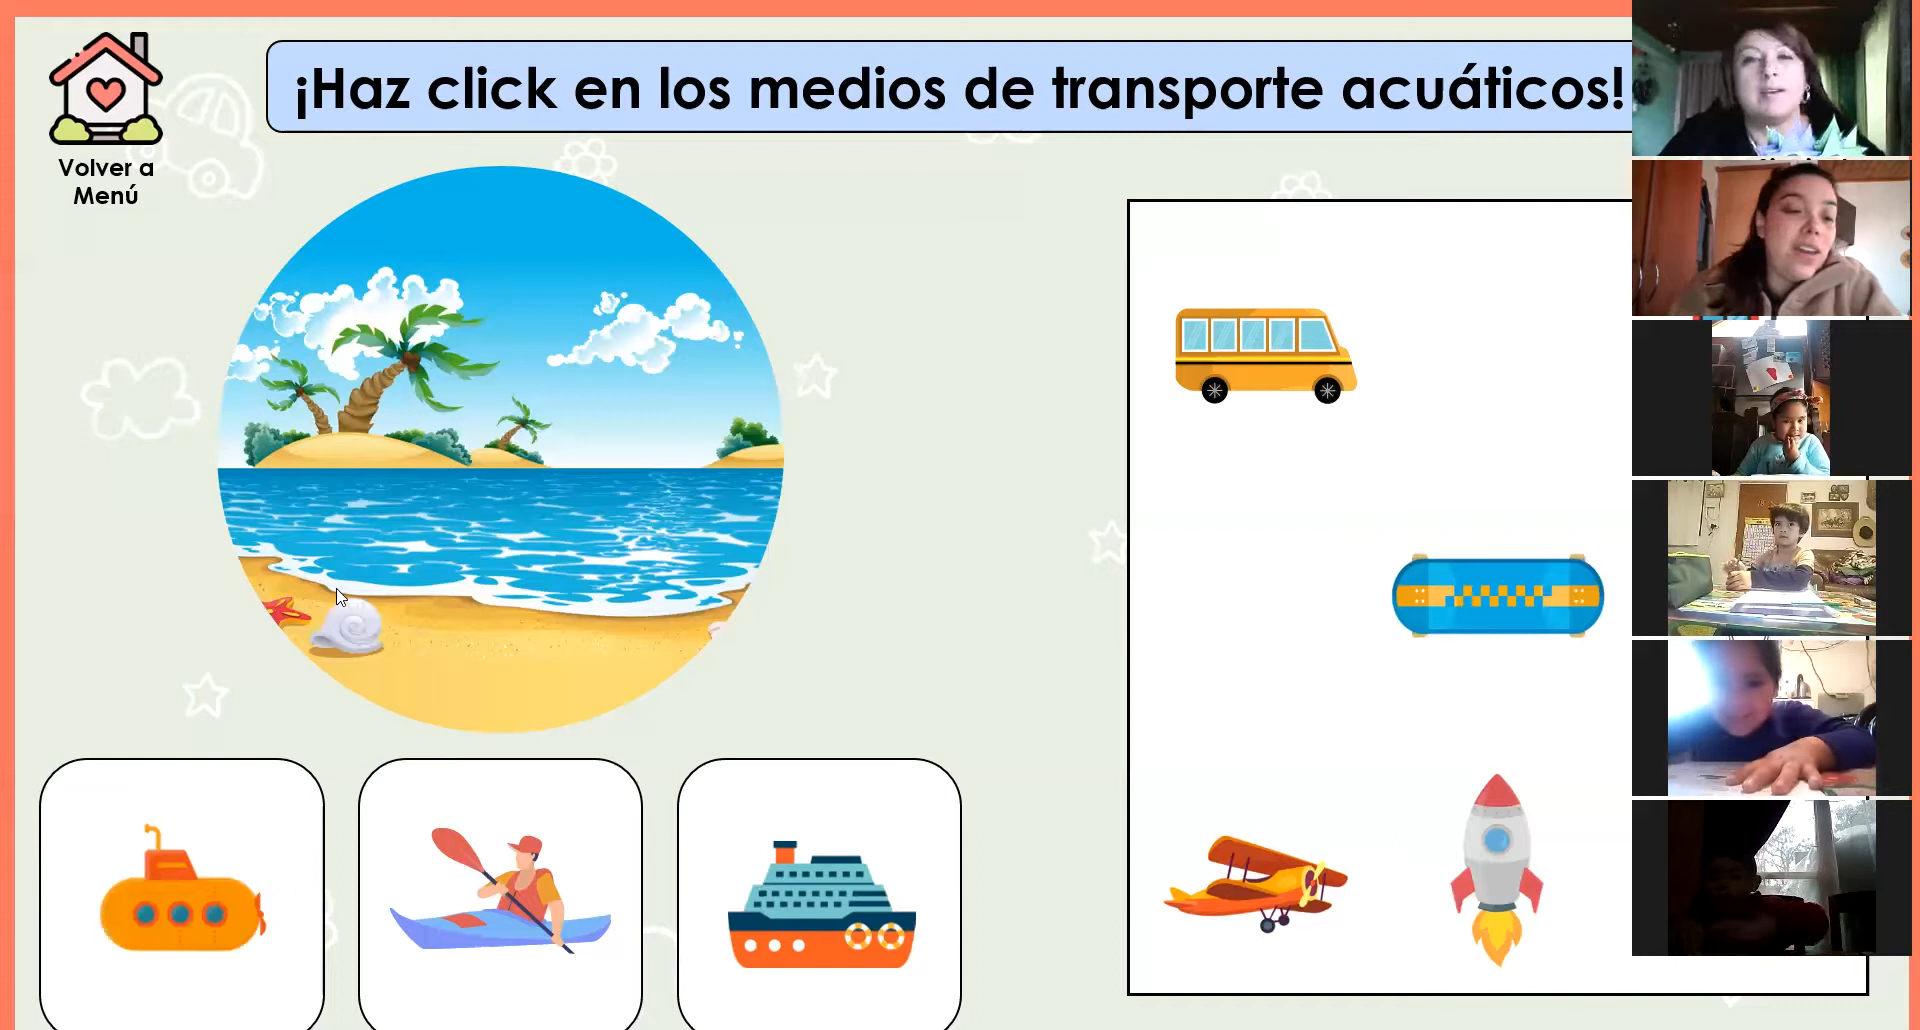 ¡Haz click en los medios de transporte acuáticos!
Volver a
Menú